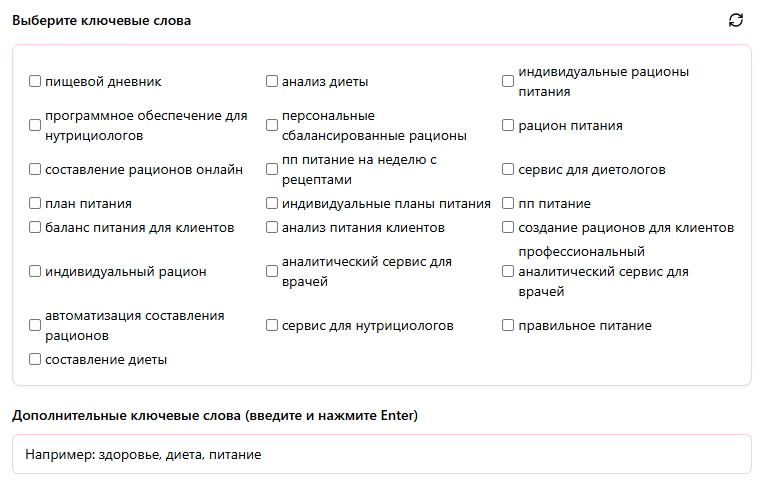 Выберите ключевые слова
пищевой дневник
анализ диеты
индивидуальные рационы
питания
программное обеспечение для
нутрициологов
персональные
сбалансированные рационы
рацион питания
составление рационов онлайн
пп питание на неделю с
рецептами
сервис для диетологов
план питания
индивидуальные планы питания
пп питание
баланс питания для клиентов
анализ питания клиентов
создание рационов для клиентов
индивидуальный рацион
аналитический сервис для
врачей
профессиональный
аналитический сервис для
врачей
автоматизация составления
рационов
сервис для нутрициологов
правильное питание
составление диеты
Дополнительные ключевые слова (введите и нажмите Enter)
Например: здоровье, диета, питание